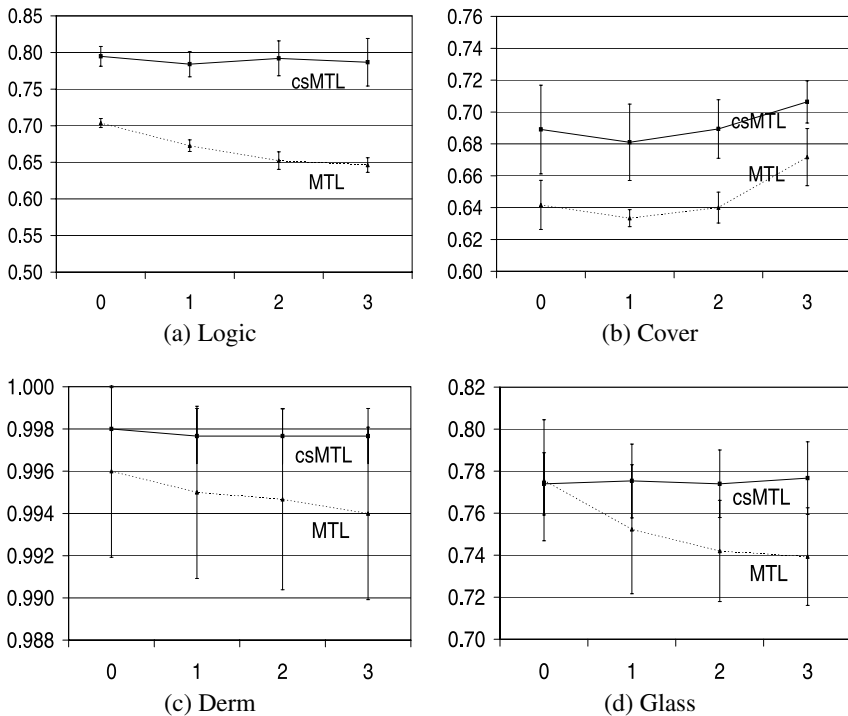 0.85
0.80
0.75
0.70
0.65
0.60
0.55
0.50
csMTL
MTL
0 1 2 3
(a) Logic
0.76
0.74
0.72
0.70
0.68
0.66
0.64
0.62
0.60
csMTL
MTL
0 1 2 3
(b) Cover
1.000
0.998
0.996
0.994
0.992
0.990
0.988
csMTL
MTL
0 1 2 3
(c) Derm
0.82
0.80
0.78
0.76
0.74
0.72
0.70
csMTL
MTL
0 1 2 3
(d) Glass